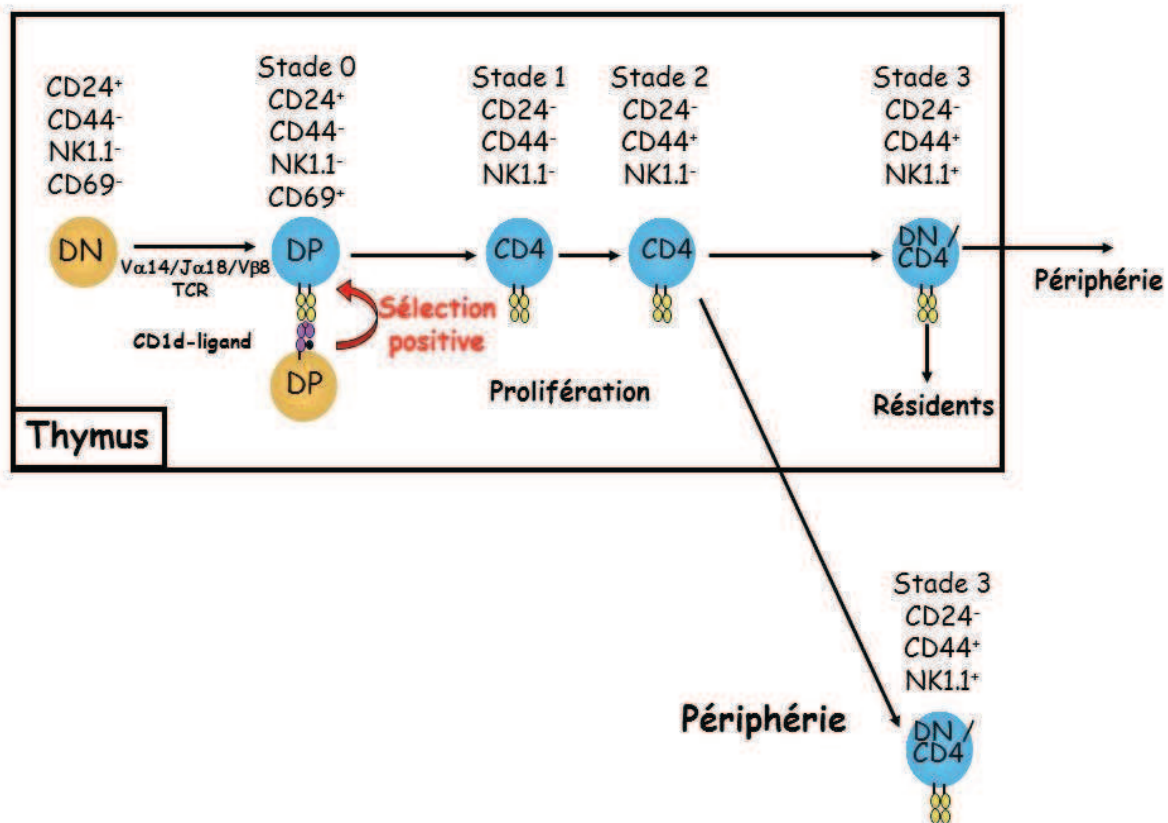 CD24⁺
CD44⁻
NK1.1⁻
CD69⁻
DN
Vα14/Jα18/Vβ8
TCR
Stade 0
CD24⁺
CD44⁻
NK1.1⁻
CD69⁺
DP
CD1d-ligand
DP
Sélection
positive
Stade 1
CD24⁻
CD44⁻
NK1.1⁻
CD4
Stade 2
CD24⁻
CD44⁺
NK1.1⁻
CD4
Prolifération
Stade 3
CD24⁻
CD44⁺
NK1.1⁺
DN /
CD4
Résidents
Périphérie
Thymus
Périphérie
Stade 3
CD24⁻
CD44⁺
NK1.1⁺
DN /
CD4